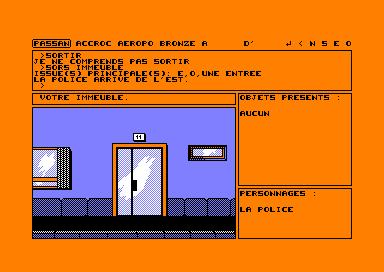 PASSAN ACCROC AEROPO BRONZE A D' ↵ < N S E O
>SORTIR
JE NE COMPRENDS PAS SORTIR
>SORS IMMEUBLE
ISSUE(S) PRINCIPALE(S): E,O,UNE ENTREE
LA POLICE ARRIVE DE L'EST.
>
VOTRE IMMEUBLE.
OBJETS PRESENTS :
AUCUN
11
PERSONNAGES :
LA POLICE